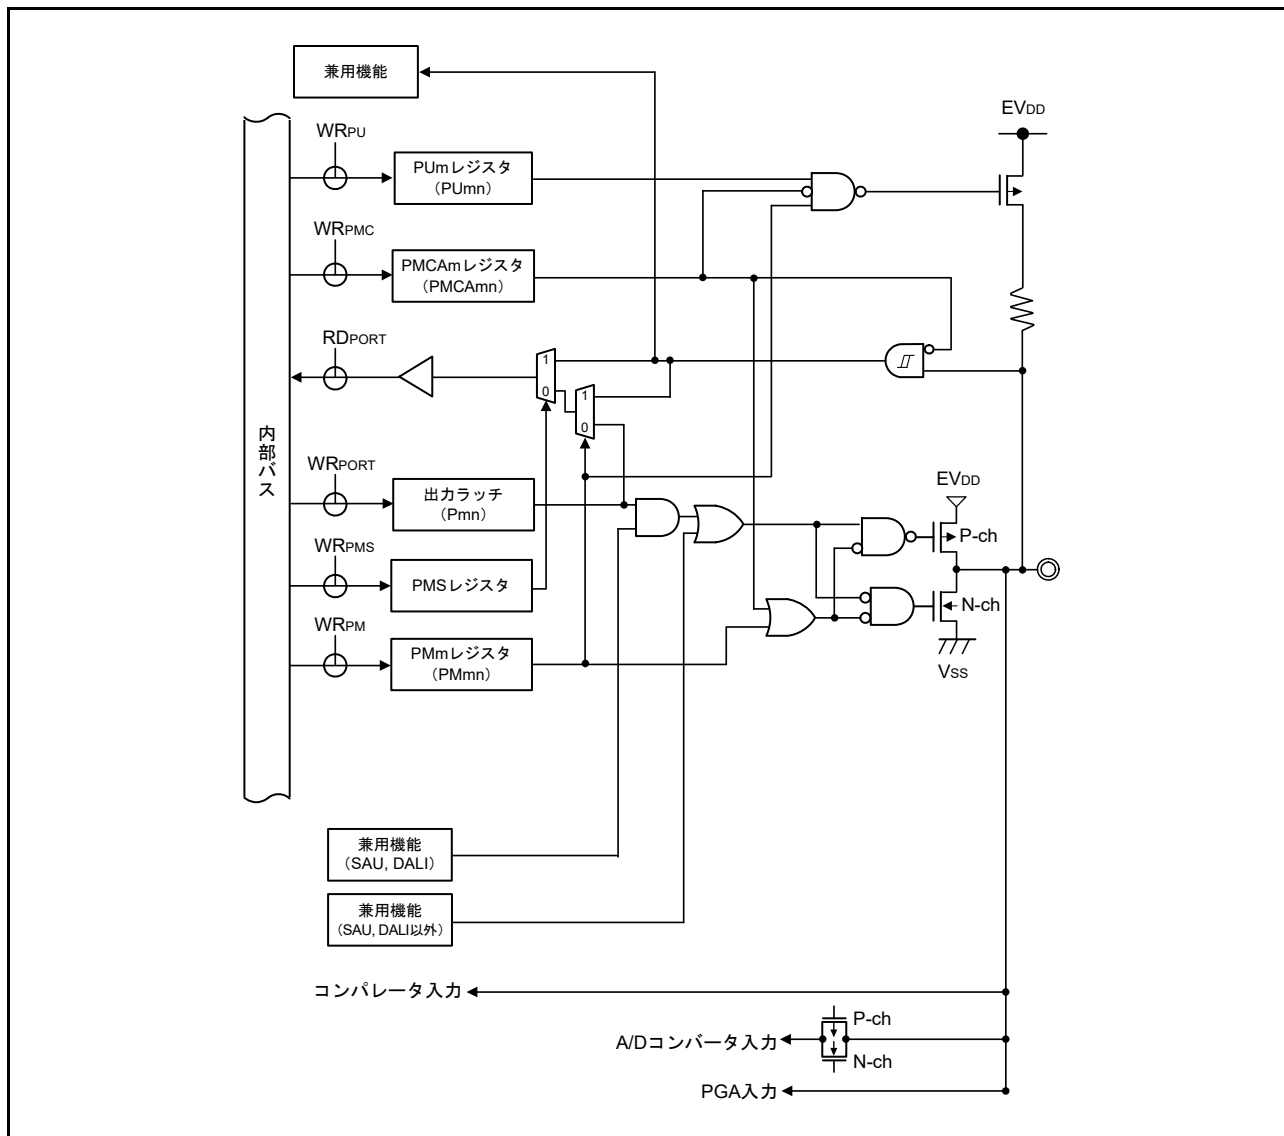 兼用機能
EVDD
WRPU
PUmレジスタ
(PUmn)
WRPMC
PMCAmレジスタ
(PMCAmn)
RDPORT
1
0
1
0
内部バス
WRPORT
出力ラッチ
(Pmn)
EVDD
P-ch
WRPMS
PMSレジスタ
N-ch
WRPM
PMmレジスタ
(PMmn)
VSS
兼用機能
(SAU, DALI)
兼用機能
(SAU, DALI以外)
コンパレータ入力
P-ch
A/Dコンバータ入力
N-ch
PGA入力